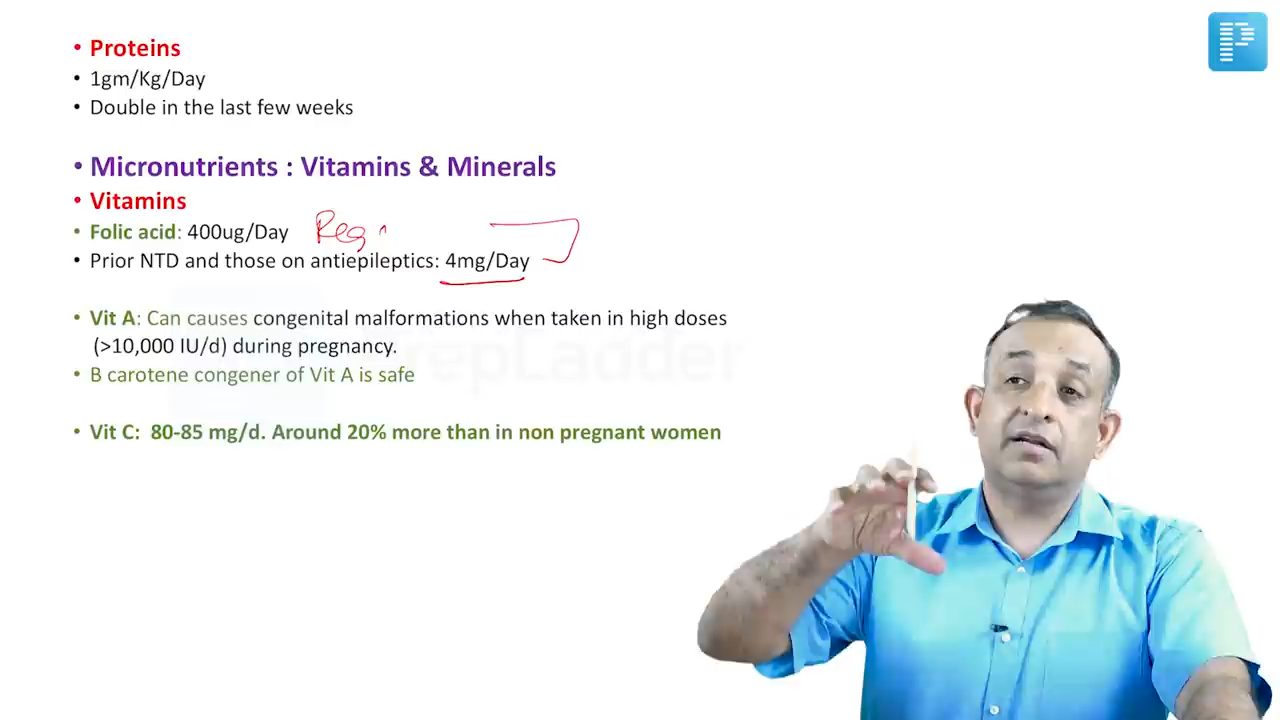 • Proteins
• 1gm/Kg/Day
• Double in the last few weeks
• Micronutrients : Vitamins & Minerals
• Vitamins
• Folic acid: 400ug/Day Req
• Prior NTD and those on antiepileptics: 4mg/Day
• Vit A: Can causes congenital malformations when taken in high doses
(>10,000 IU/d) during pregnancy.
• B carotene congener of Vit A is safe
PrepLadder
• Vit C: 80-85 mg/d. Around 20% more than in non pregnant women